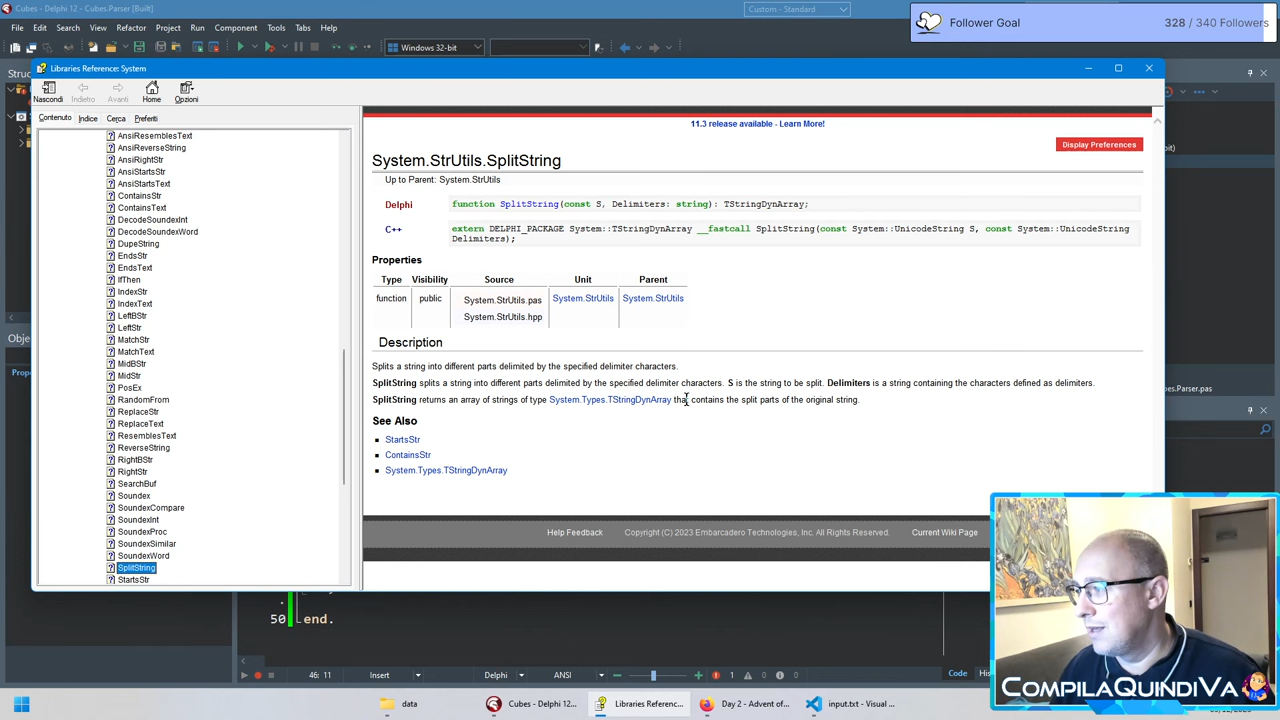 Cubes - Delphi 12 - Cubes.Parser [Built]
Custom - Standard
File Edit Search View Refactor Project Run Component Tools Tabs Help
Windows 32-bit
Follower Goal
328 / 340 Followers
Libraries Reference: System
Nascondi Indietro Avanti Home Opzioni
Contenuto Indice Cerca Preferiti
AnsiResemblesText
AnsiReverseString
AnsiRightStr
AnsiStartsStr
AnsiStartsText
ContainsStr
ContainsText
DecodeSoundexInt
DecodeSoundexWord
DupeString
EndsStr
EndsText
IfThen
IndexStr
IndexText
LeftBStr
LeftStr
MatchStr
MatchText
MidBStr
MidStr
PosEx
RandomFrom
ReplaceStr
ReplaceText
ResemblesText
ReverseString
RightBStr
RightStr
SearchBuf
Soundex
SoundexCompare
SoundexInt
SoundexProc
SoundexSimilar
SoundexWord
SplitString
StartsStr
11.3 release available - Learn More!
Display Preferences
System.StrUtils.SplitString
Up to Parent: System.StrUtils
Delphi function SplitString(const S, Delimiters: string): TStringDynArray;
C++ extern DELPHI_PACKAGE System::TStringDynArray __fastcall SplitString(const System::UnicodeString S, const System::UnicodeString
Delimiters);
Properties
Type Visibility Source Unit Parent
function public System.StrUtils.pas System.StrUtils System.StrUtils
System.StrUtils.hpp
Description
Splits a string into different parts delimited by the specified delimiter characters.
SplitString splits a string into different parts delimited by the specified delimiter characters. S is the string to be split. Delimiters is a string containing the characters defined as delimiters.
SplitString returns an array of strings of type System.Types.TStringDynArray that contains the split parts of the original string.
See Also
StartsStr
ContainsStr
System.Types.TStringDynArray
Help Feedback Copyright (C) 2023 Embarcadero Technologies, Inc. All Rights Reserved. Current Wiki Page
Struc
Obje
Prope
bit)
es.Parser.pas
50 end.
46: 11 Insert Delphi ANSI 1 0 0 Code His
COMPILAQUINDIVA
data Cubes - Delphi 12... Libraries Referenc... Day 2 - Advent of... input.txt - Visual ...